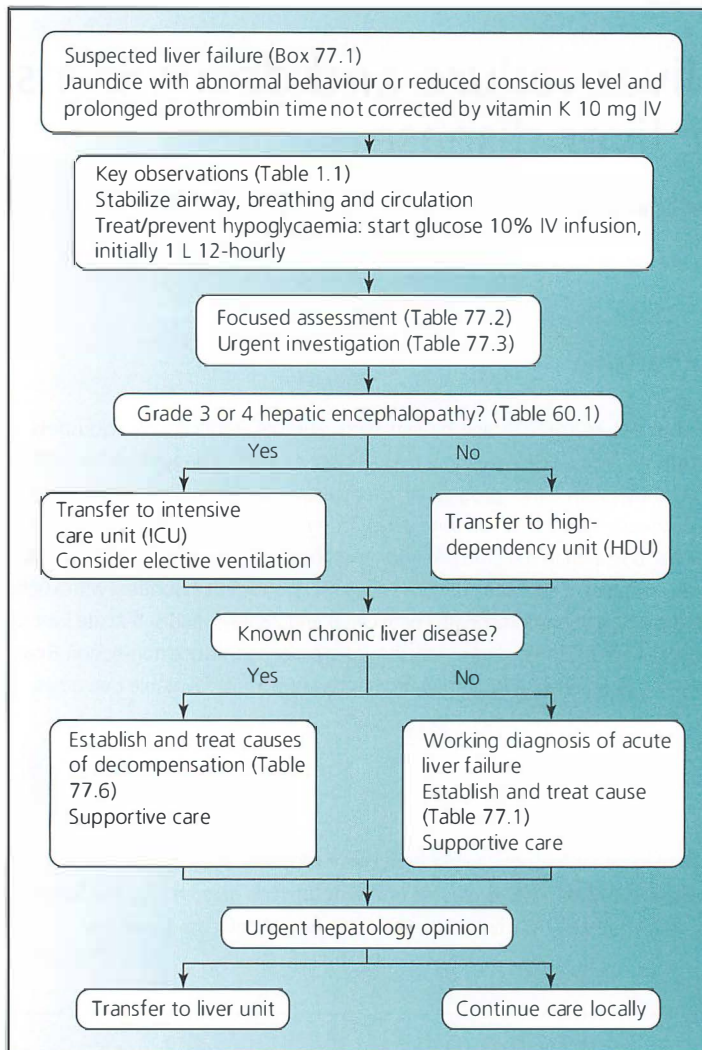 Suspected liver failure (Box 77.1)
Jaundice with abnormal behaviour or reduced conscious level and
prolonged prothrombin time not corrected by vitamin K 10 mg IV
Key observations (Table 1.1)
Stabilize airway, breathing and circulation
Treat/prevent hypoglycaemia: start glucose 10% IV infusion,
initially 1 L 12-hourly
Focused assessment (Table 77.2)
Urgent investigation (Table 77.3)
Grade 3 or 4 hepatic encephalopathy? (Table 60.1)
Yes
No
Transfer to intensive
care unit (ICU)
Consider elective ventilation
Transfer to high-
dependency unit (HDU)
Known chronic liver disease?
Yes
No
Establish and treat causes
of decompensation (Table
77.6)
Supportive care
Working diagnosis of acute
liver failure
Establish and treat cause
(Table 77.1)
Supportive care
Urgent hepatology opinion
Transfer to liver unit
Continue care locally